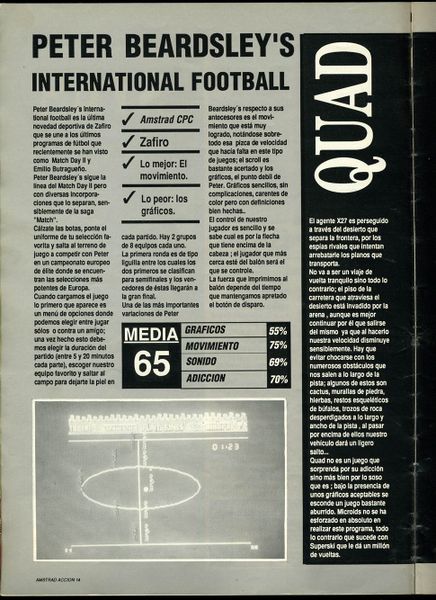 PETER BEARDSLEY'S
INTERNATIONAL FOOTBALL
Peter Beardsley´s Interna-
tional football es la última
novedad deportiva de Zafiro
que se une a los últimos
programas de fútbol que
recientemente se han visto
como Match Day II y
Emilio Butragueño.
Peter Beardsley´s sigue la
línea del Match Day II pero
con diversas incorporacio-
ones que lo separan, sen-
siblemente de la saga
"Match".
Cálzate las botas, ponte el
uniforme de tu selección fa-
vorita y salta al terreno de
juego a competir con Peter
en un campeonato europeo
de élite donde se encuen-
tran las selecciones más
potentes de Europa.
Cuando cargamos el juego
lo primero que aparece es
un menú de opciones donde
podemos elegir entre jugar
sólos o contra un amigo;
una vez hecho esto debe-
mos elegir la duración del
partido (entre 5 y 20 minutos
cada parte), escoger nuestro
equipo favorito y saltar al
campo para dejarte la piel en
✓ Amstrad CPC
✓ Zafiro
✓ Lo mejor: El
movimiento.
✓ Lo peor: los
gráficos.
cada partido. Hay 2 grupos
de 8 equipos cada uno.
La primera ronda es de tipo
liguilla entre los cuales los
dos primeros se clasifican
para semifinales y los ven-
cedores de éstas llegarán a
la gran final.
Una de las más importantes
variaciones de Peter
Beardsley´s respecto a sus
antecesores es el movi-
miento que está muy
logrado, notándose sobre-
todo esa pizca de velocidad
que hacía falta en este tipo
de juegos; el scroll es
bastante acertado y los
gráficos, el punto debil de
Peter. Gráficos sencillos, sin
complicaciones, carentes de
color pero con definiciones
bien hechas..
El control de nuestro
jugador es sencillo y se
sabe cual es por la flecha
que tiene encima de la
cabeza ; el jugador que más
cerca esté del balón será el
que se controle.
La fuerza que imprimimos al
balón depende del tiempo
que mantengamos apretado
el botón de disparo.
MEDIA
65
GRAFICOS 55%
MOVIMIENTO 75%
SONIDO 69%
ADICCION 70%
01:23
AMSTRAD ACCION 14
QUAD
El agente X27 es perseguido
a través del desierto que
separa la frontera, por los
espías rivales que intentan
arrebatarle los planos que
transporta.
No va a ser un viaje de
vuelta tranquilo sino todo lo
contrario; el piso de la
carretera que atraviesa el
desierto está invadido por la
arena , aunque es mejor
continuar por él que salirse
del mismo ya que al hacerlo
nuestra velocidad disminuye
sensiblemente. Hay que
evitar chocarse con los
numerosos obstáculos que
nos salen a lo largo de la
pista; algunos de estos son
cactus, murallas de piedra,
hierbas, restos esqueléticos
de búfalos, trozos de roca
desperdigados a lo largo y
ancho de la pista , al pasar
por encima de ellos nuestro
vehículo dará un ligero
salto...
Quad no es un juego que
sorprenda por su adicción
sino más bien por lo soso
que es ; bajo la presencia de
unos gráficos aceptables se
esconde un juego bastante
aburrido. Microids no se ha
esforzado en absoluto en
realizar este programa, todo
lo contrario que sucede con
Superski que le dá un millón
de vueltas.